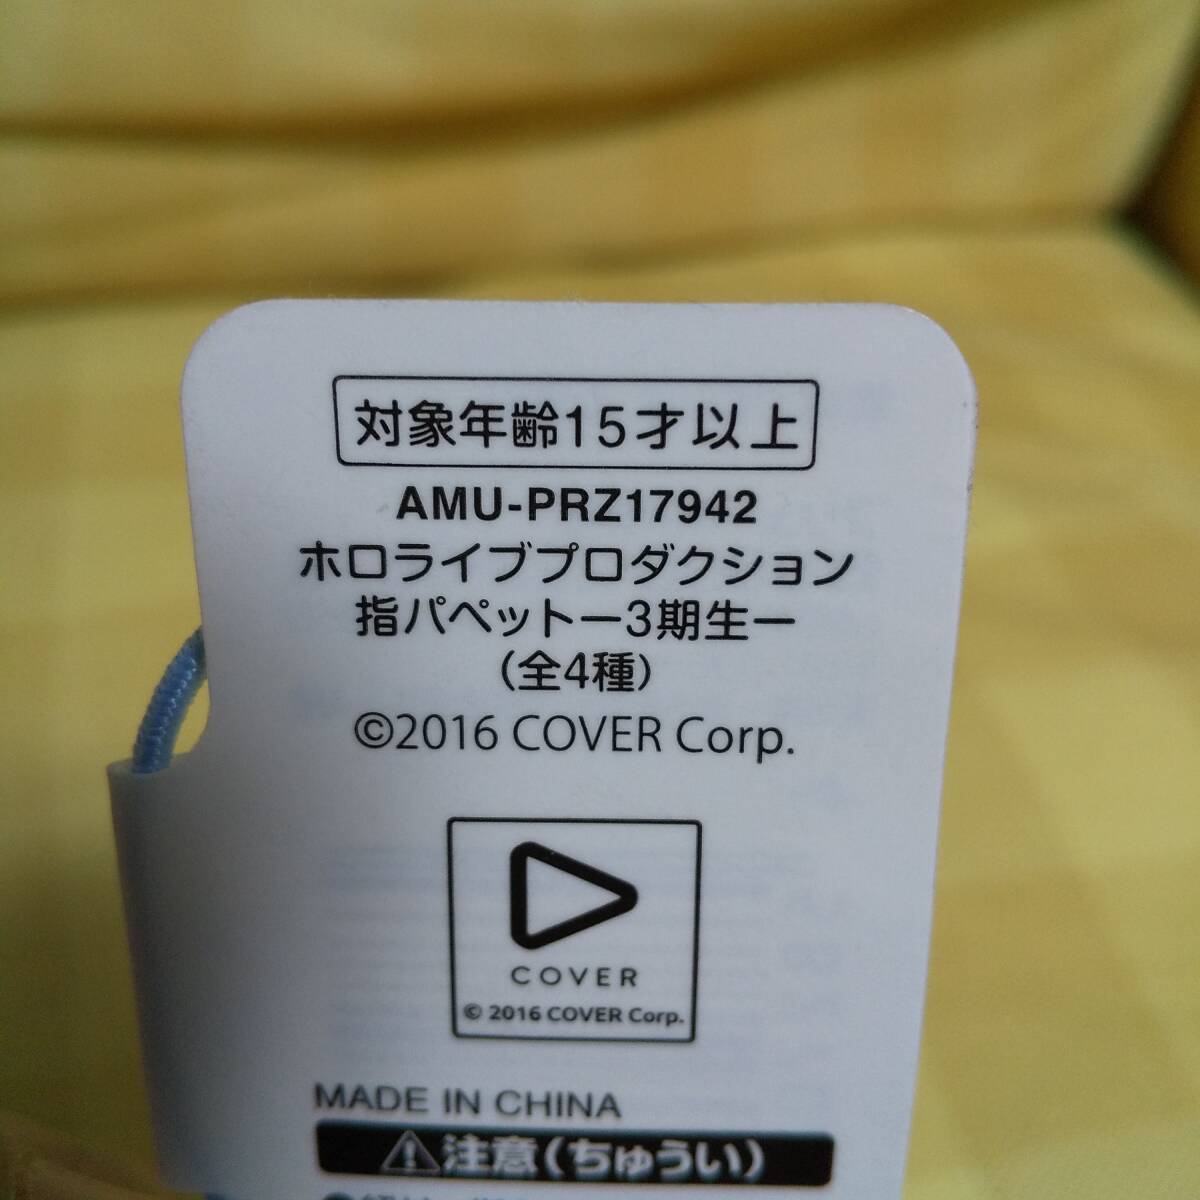 対象年齢15才以上
AMU-PRZ17942
ホロライブプロダクション
指パペットー3期生ー
(全4種)
©2016 COVER Corp.
COVER
© 2016 COVER Corp.
MADE IN CHINA
⚠注意(ちゅうい)